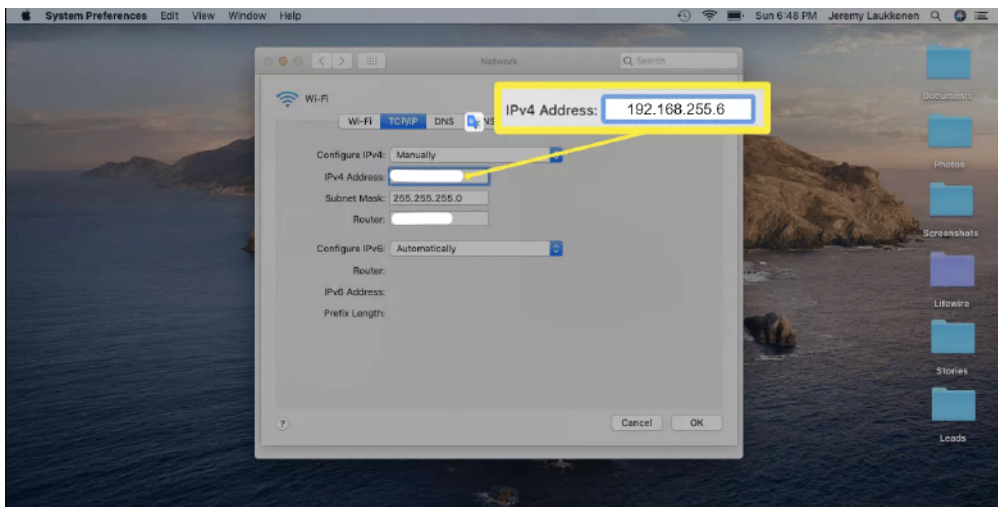 System Preferences Edit View Window Help Sun 6:48 PM Jeremy Laukkonen
Network
Search
Wi-Fi
IPv4 Address: 192.168.255.6
Wi-Fi TCP/IP DNS
Configure IPv4: Manually
IPv4 Address:
Subnet Mask: 255.255.255.0
Router:
Configure IPv6: Automatically
Router:
IPv6 Address:
Prefix Length:
? Cancel OK
Documents
Photos
Screenshots
Lifewire
Stories
Leads